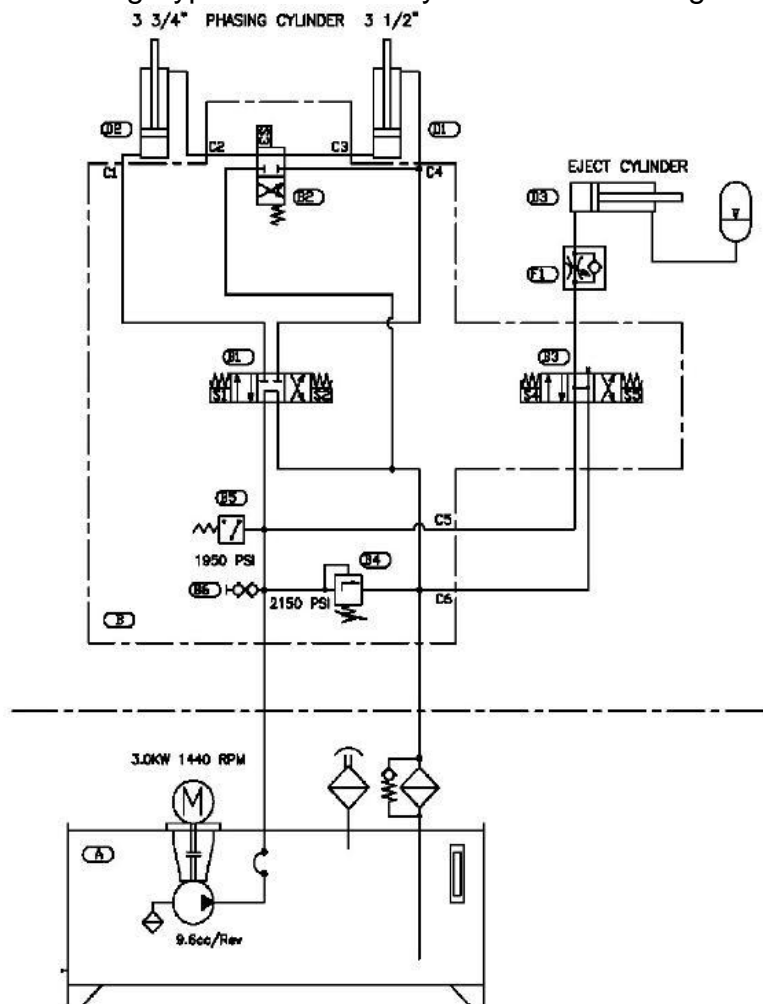 3 3/4" PHASING CYLINDER 3 1/2"
D2
D1
S3
C2
C3
C1
C4
B2
EJECT CYLINDER
D3
F1
B1
B3
S1
S2
S4
S5
B5
C5
1950 PSI
B4
B6
2150 PSI
C6
B
3.0KW 1440 RPM
M
A
9.6cc/Rev